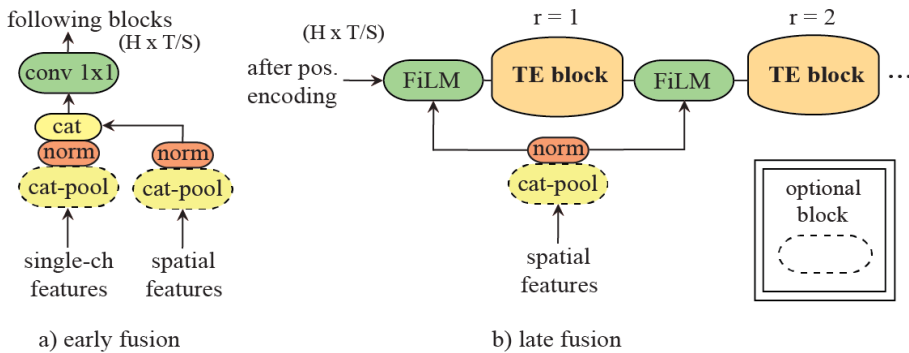 following blocks
(H x T/S)
conv 1x1
cat
norm
norm
cat-pool
cat-pool
single-ch
features
spatial
features
a) early fusion
(H x T/S)
r = 1
r = 2
after pos.
encoding
FiLM
TE block
FiLM
TE block
...
norm
cat-pool
spatial
features
optional
block
b) late fusion